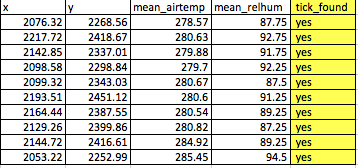 x y mean_airtemp mean_relhum tick_found
2076.32 2268.56 278.57 87.75 yes
2217.72 2418.67 280.63 92.75 yes
2142.85 2337.01 279.88 91.75 yes
2098.58 2298.84 279.7 92.25 yes
2099.32 2343.03 280.67 87.5 yes
2193.51 2451.12 280.6 91.25 yes
2164.44 2387.55 280.54 89.25 yes
2129.26 2399.86 280.82 87.25 yes
2144.72 2416.61 284.92 89.25 yes
2053.22 2252.99 285.45 94.5 yes